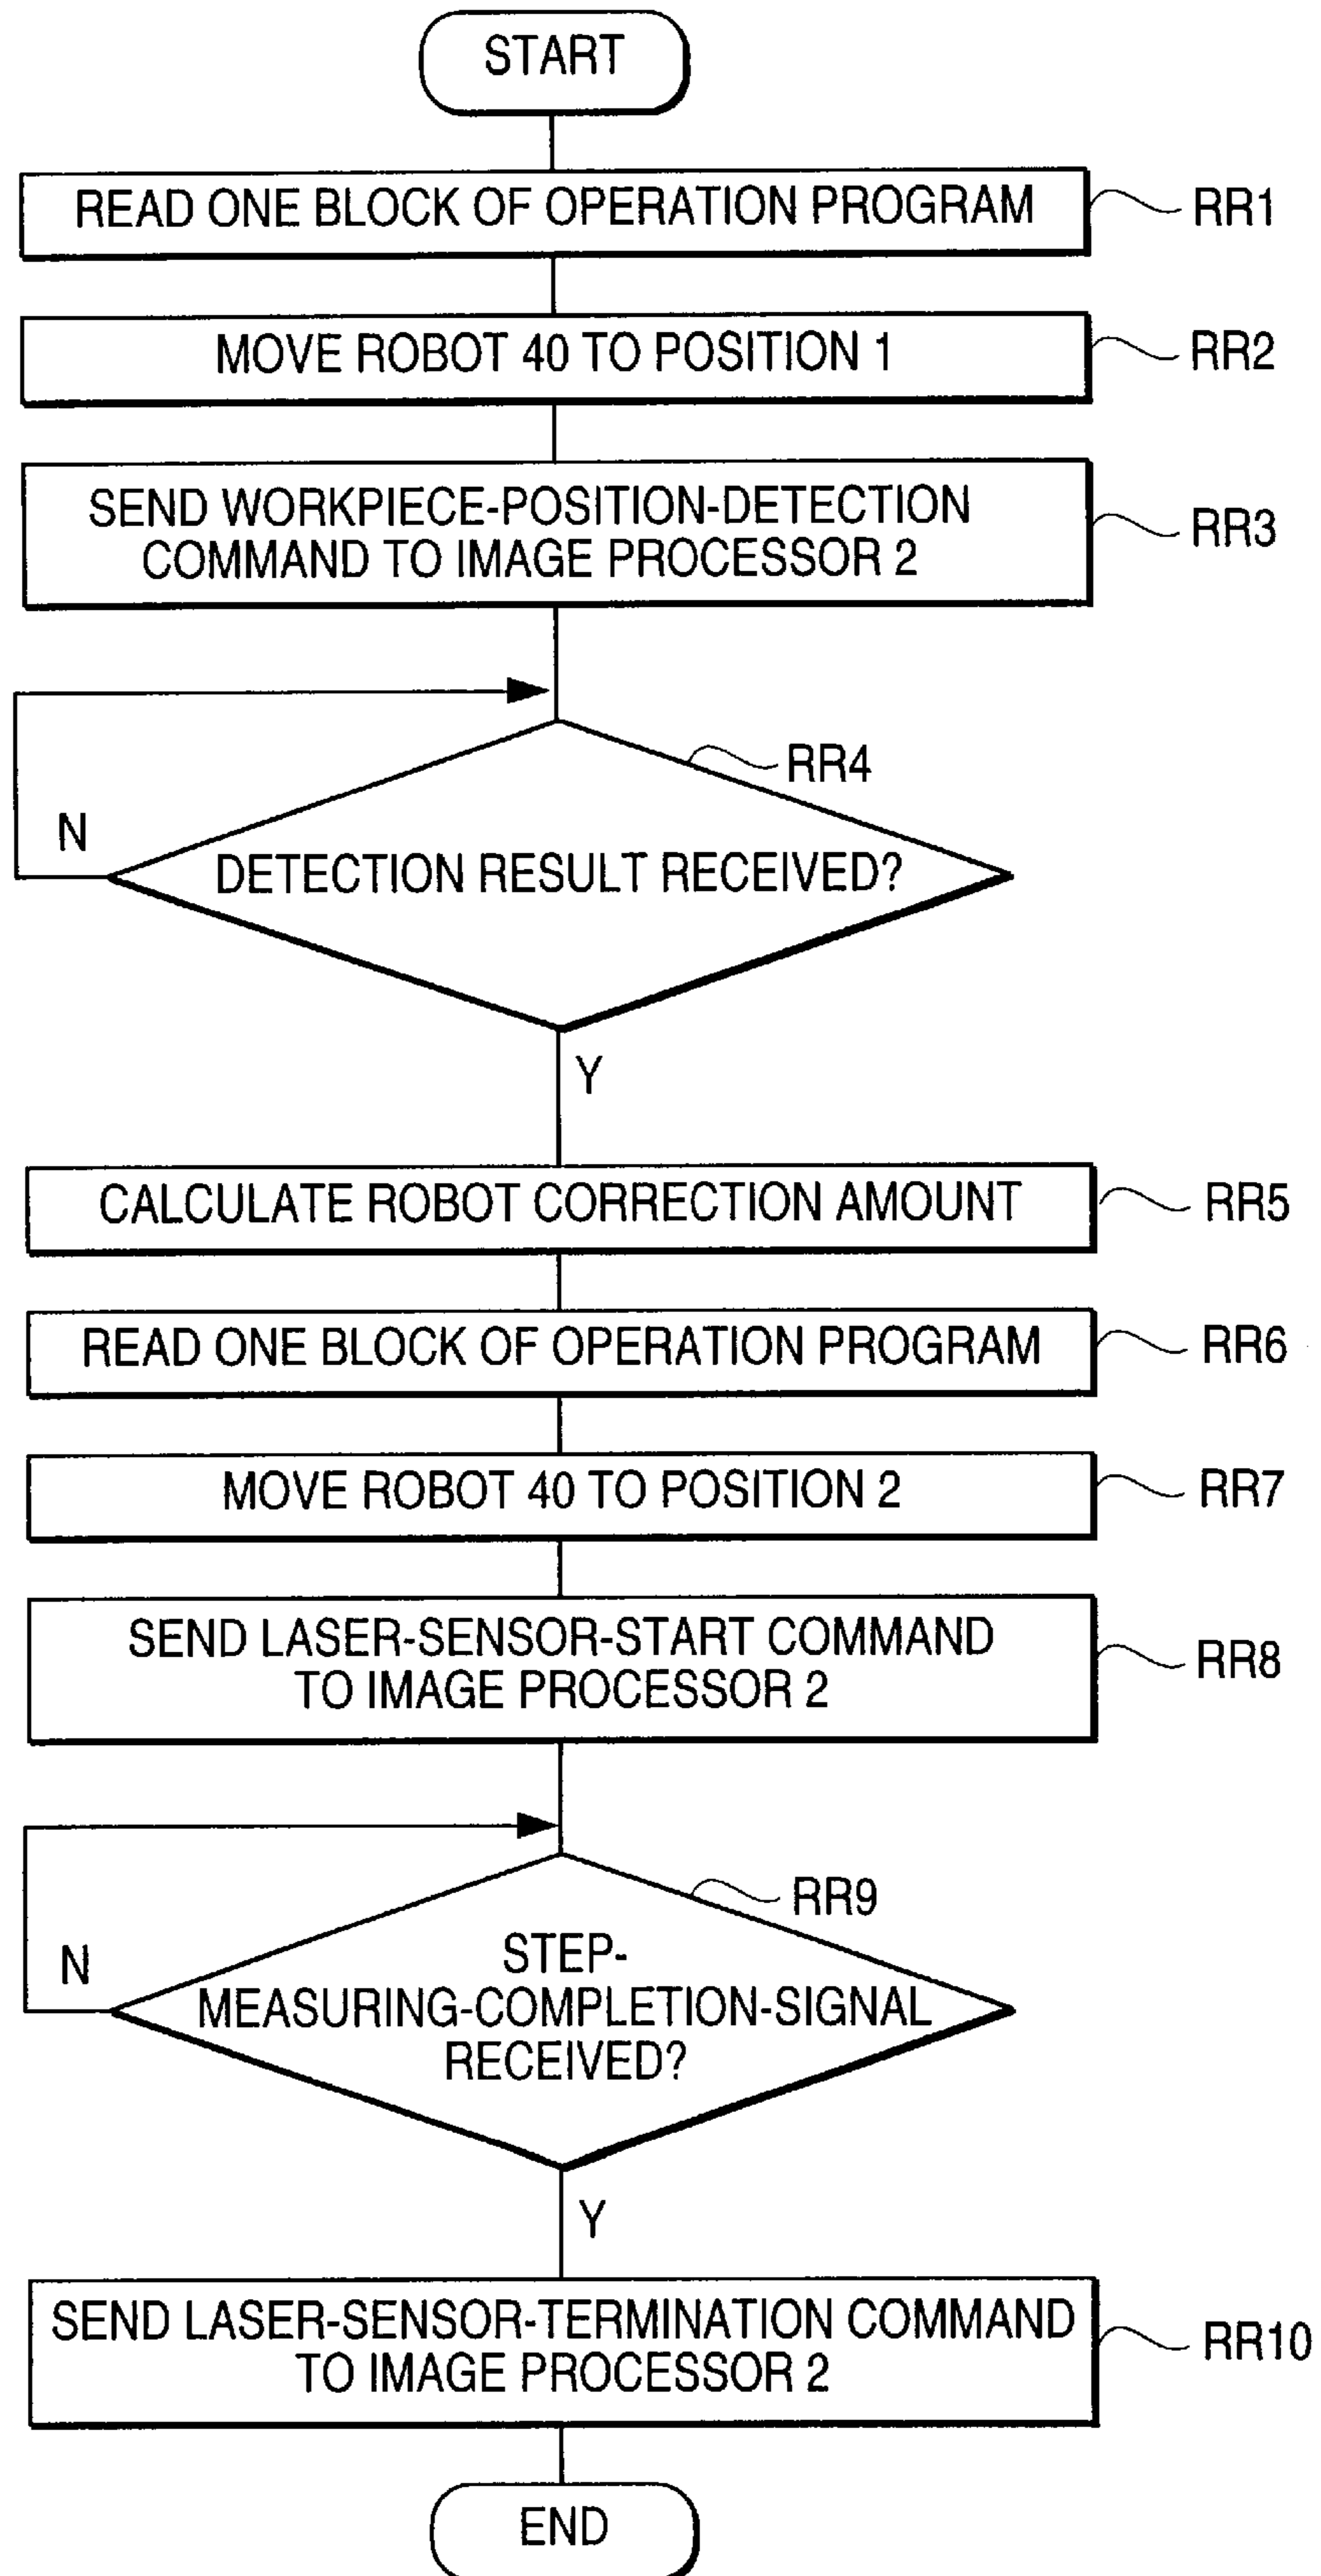 START
READ ONE BLOCK OF OPERATION PROGRAM
RR1
MOVE ROBOT 40 TO POSITION 1
RR2
SEND WORKPIECE-POSITION-DETECTION
COMMAND TO IMAGE PROCESSOR 2
RR3
RR4
N
DETECTION RESULT RECEIVED?
Y
CALCULATE ROBOT CORRECTION AMOUNT
RR5
READ ONE BLOCK OF OPERATION PROGRAM
RR6
MOVE ROBOT 40 TO POSITION 2
RR7
SEND LASER-SENSOR-START COMMAND
TO IMAGE PROCESSOR 2
RR8
RR9
N
STEP-
MEASURING-COMPLETION-SIGNAL
RECEIVED?
Y
SEND LASER-SENSOR-TERMINATION COMMAND
TO IMAGE PROCESSOR 2
RR10
END